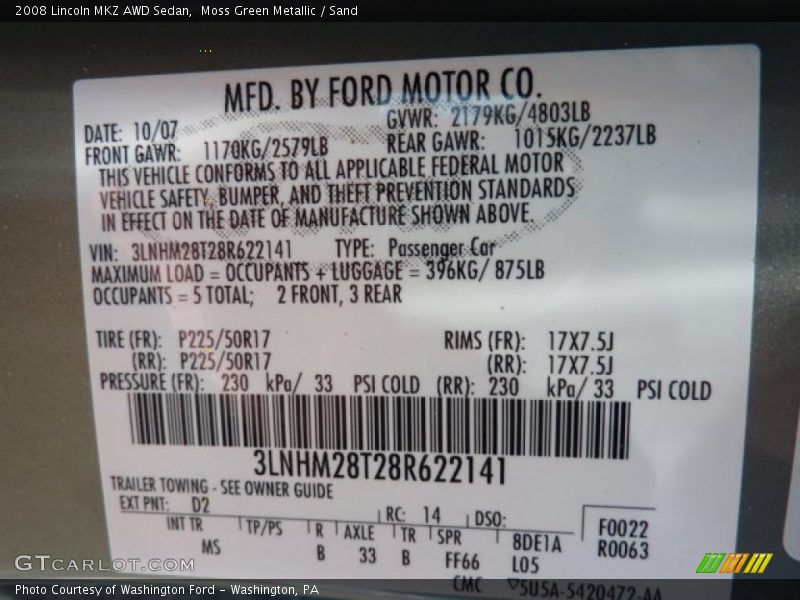 2008 Lincoln MKZ AWD Sedan, Moss Green Metallic / Sand
MFD. BY FORD MOTOR CO.
DATE: 10/07 GVWR: 2179KG/4803LB
FRONT GAWR: 1170KG/2579LB REAR GAWR: 1015KG/2237LB
THIS VEHICLE CONFORMS TO ALL APPLICABLE FEDERAL MOTOR
VEHICLE SAFETY, BUMPER, AND THEFT PREVENTION STANDARDS
IN EFFECT ON THE DATE OF MANUFACTURE SHOWN ABOVE.
VIN: 3LNHM28T28R622141 TYPE: Passenger Car
MAXIMUM LOAD = OCCUPANTS + LUGGAGE = 396KG/ 875LB
OCCUPANTS = 5 TOTAL; 2 FRONT, 3 REAR
TIRE (FR): P225/50R17 RIMS (FR): 17X7.5J
(RR): P225/50R17 (RR): 17X7.5J
PRESSURE (FR): 230 kPa/ 33 PSI COLD (RR): 230 kPa/ 33 PSI COLD
3LNHM28T28R622141
TRAILER TOWING - SEE OWNER GUIDE
EXT PNT: D2 RC: 14 DSO: F0022
INT TR TP/PS R AXLE TR SPR 8DE1A R0063
MS B 33 B FF66 L05
CMC 5U5A-5420472-AA
GTCarLot.com
Photo Courtesy of Washington Ford - Washington, PA